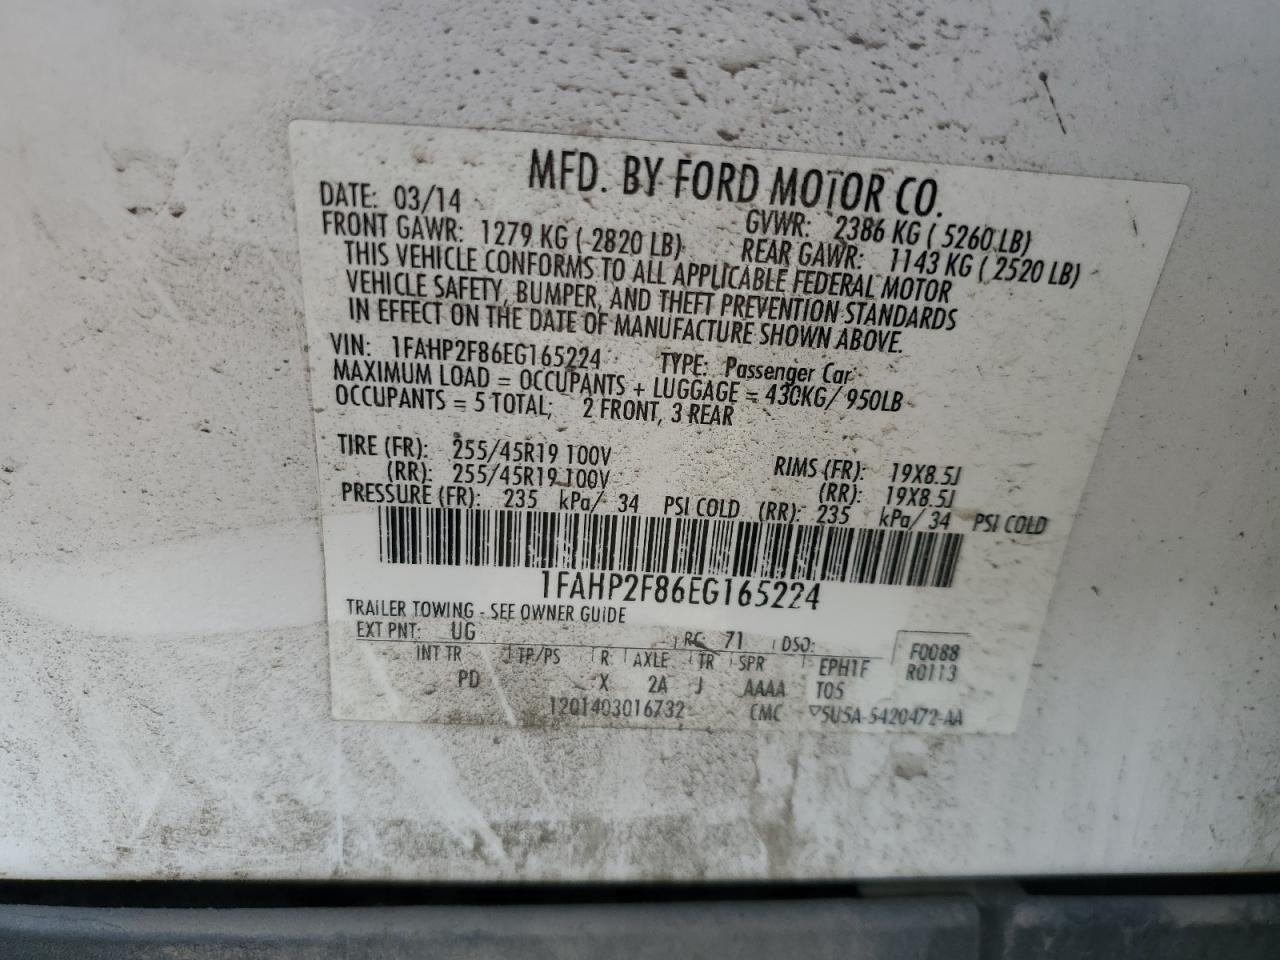 MFD. BY FORD MOTOR CO.
DATE: 03/14 GVWR: 2386 KG ( 5260 LB)
FRONT GAWR: 1279 KG ( 2820 LB) REAR GAWR: 1143 KG ( 2520 LB)
THIS VEHICLE CONFORMS TO ALL APPLICABLE FEDERAL MOTOR
VEHICLE SAFETY, BUMPER, AND THEFT PREVENTION STANDARDS
IN EFFECT ON THE DATE OF MANUFACTURE SHOWN ABOVE.
VIN: 1FAHP2F86EG165224 TYPE: Passenger Car
MAXIMUM LOAD = OCCUPANTS + LUGGAGE = 430KG/ 950LB
OCCUPANTS = 5 TOTAL; 2 FRONT, 3 REAR
TIRE (FR): 255/45R19 100V RIMS (FR): 19X8.5J
(RR): 255/45R19 100V (RR): 19X8.5J
PRESSURE (FR): 235 kPa/ 34 PSI COLD (RR): 235 kPa/ 34 PSI COLD
1FAHP2F86EG165224
TRAILER TOWING - SEE OWNER GUIDE
EXT PNT: UG RC: 71 DSO: F0088
INT TR TP/PS R AXLE TR SPR EPH1F R0113
PD X 2A J AAAA T05
1201403016732 CMC ▽5U5A-5420472-AA